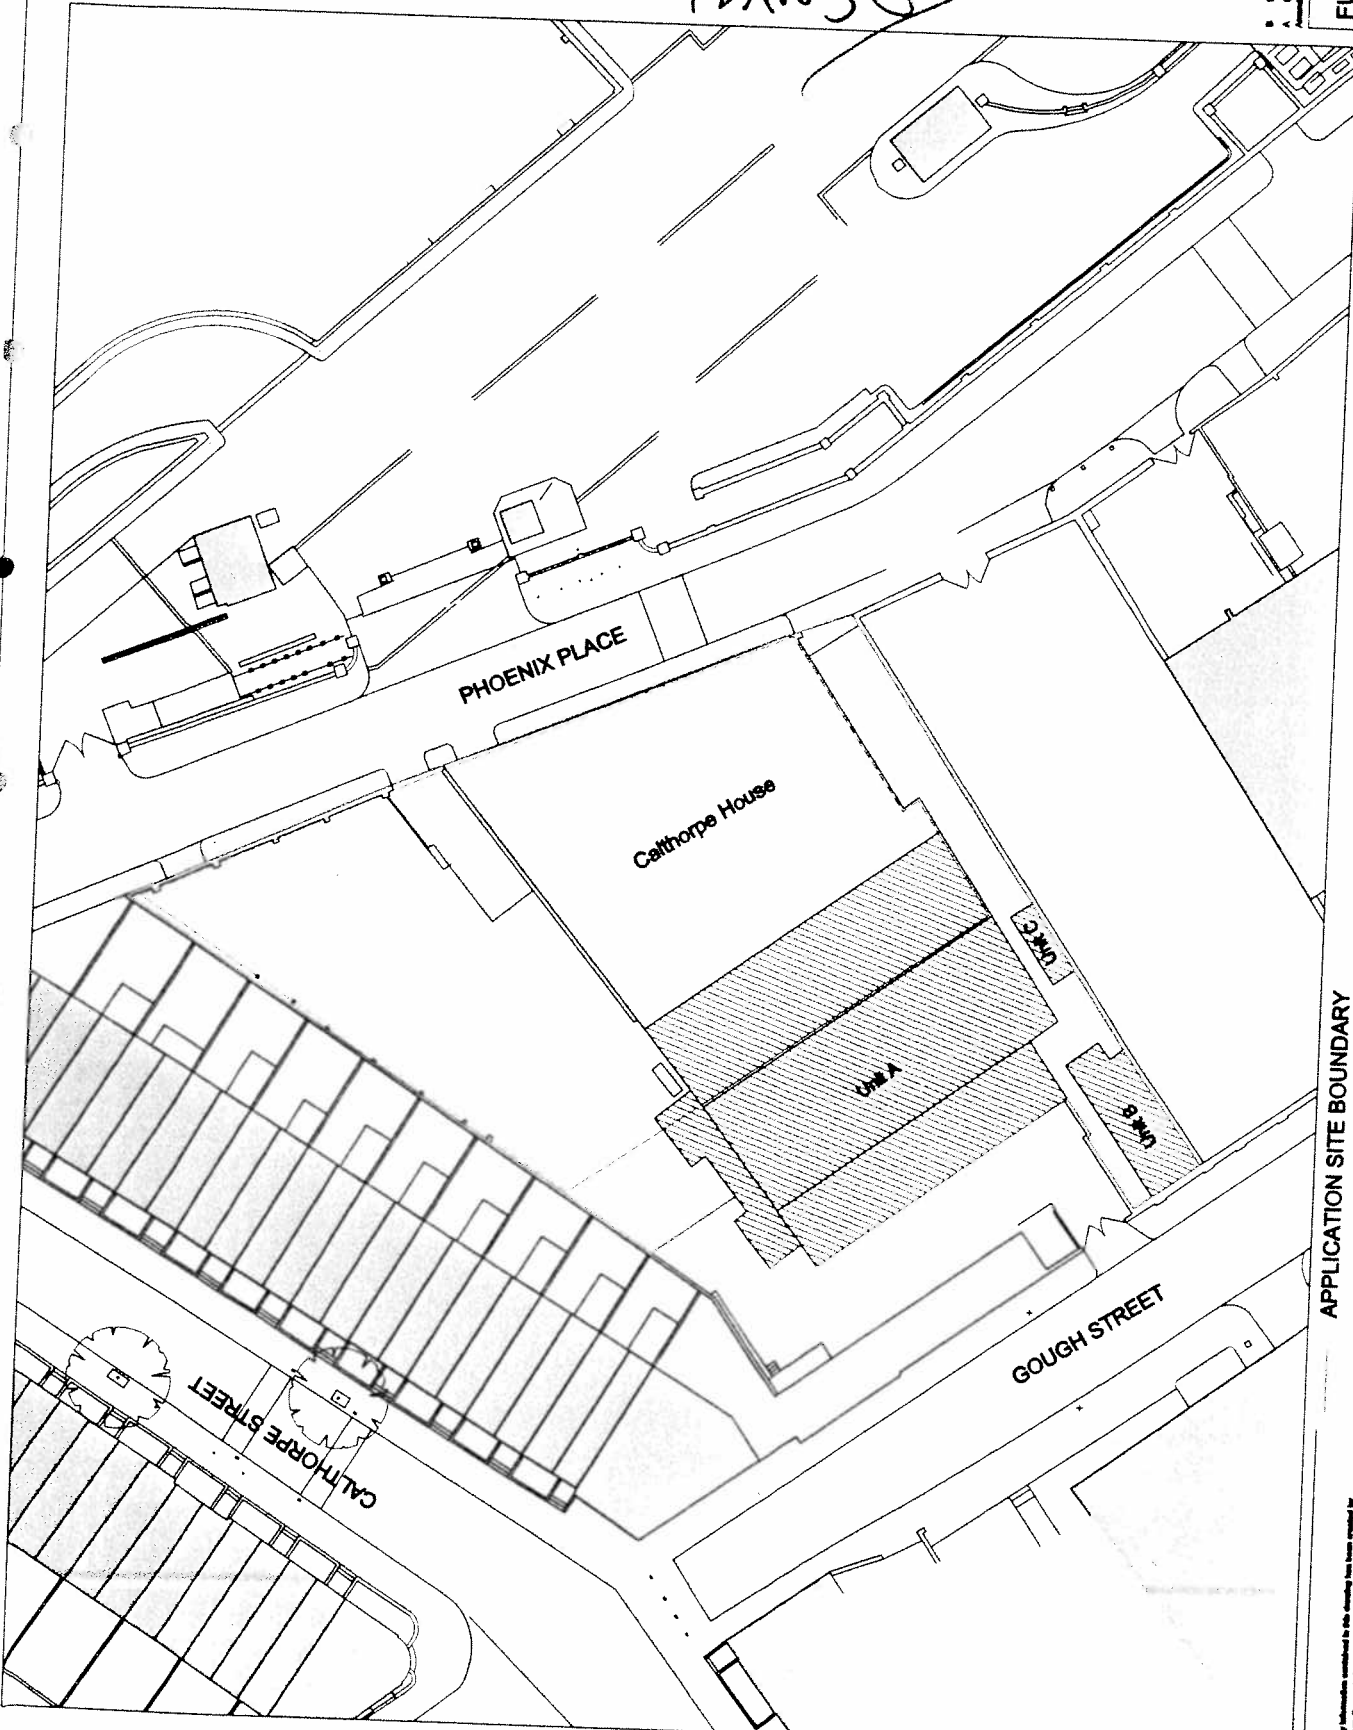 PHOENIX PLACE
Calthorpe House
Unit C
Unit A
Unit B
GOUGH STREET
CALTHORPE STREET
APPLICATION SITE BOUNDARY